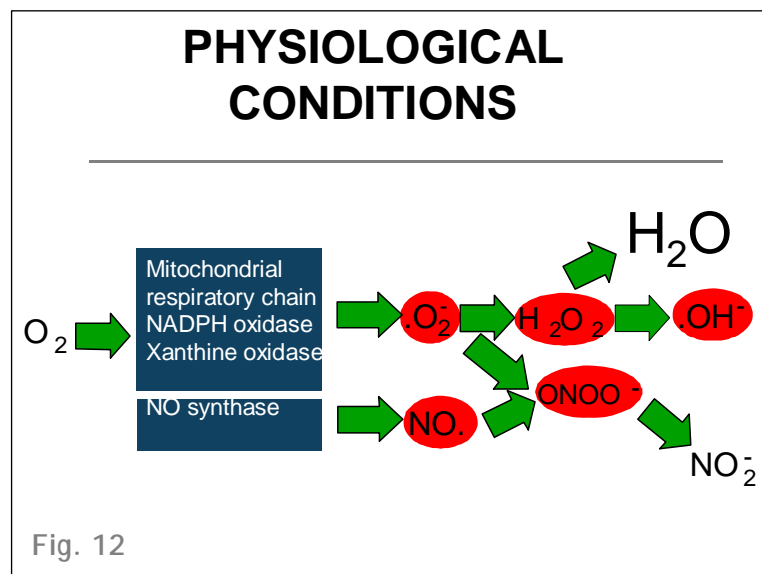 PHYSIOLOGICAL
CONDITIONS
O₂
Mitochondrial
respiratory chain
NADPH oxidase
Xanthine oxidase
NO synthase
.O₂⁻
H₂O₂
H₂O
.OH⁻
NO.
ONOO⁻
NO₂⁻
Fig. 12